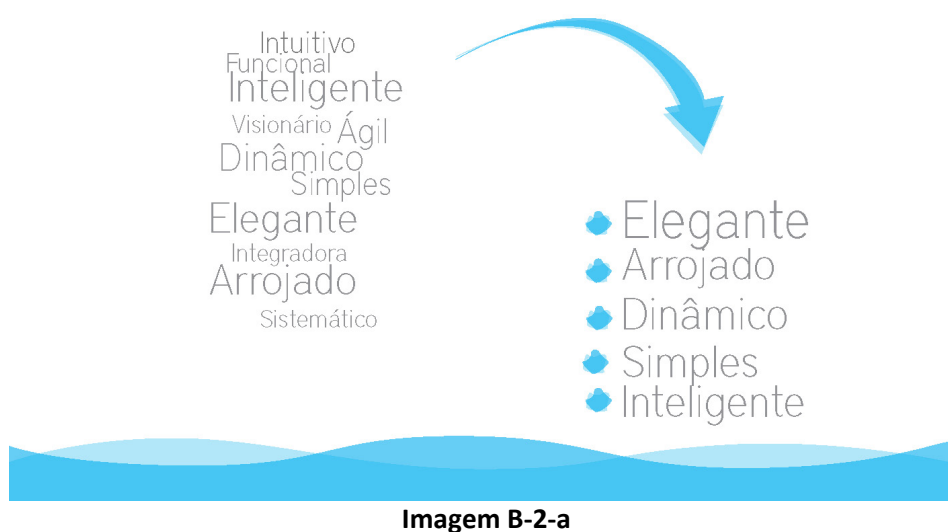 Intuitivo
Funcional
Inteligente
Visionário Ágil
Dinâmico
Simples
Elegante
Integradora
Arrojado
Sistemático
Elegante
Arrojado
Dinâmico
Simples
Inteligente
Imagem B-2-a